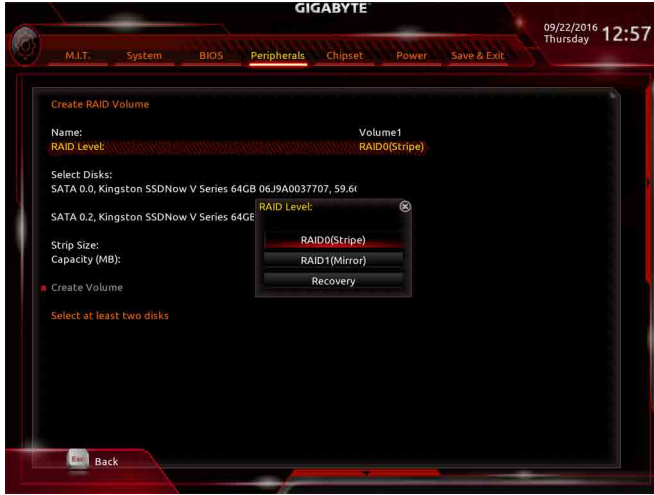 GIGABYTE
09/22/2016 12:57
Thursday
M.I.T. System BIOS Peripherals Chipset Power Save & Exit
Create RAID Volume
Name: Volume1
RAID Level: RAID0(Stripe)
Select Disks:
SATA 0.0, Kingston SSDNow V Series 64GB 06J9A0037707, 59.6
SATA 0.2, Kingston SSDNow V Series 64GB
RAID Level:
RAID0(Stripe)
RAID1(Mirror)
Recovery
Strip Size:
Capacity (MB):
Create Volume
Select at least two disks
Esc Back